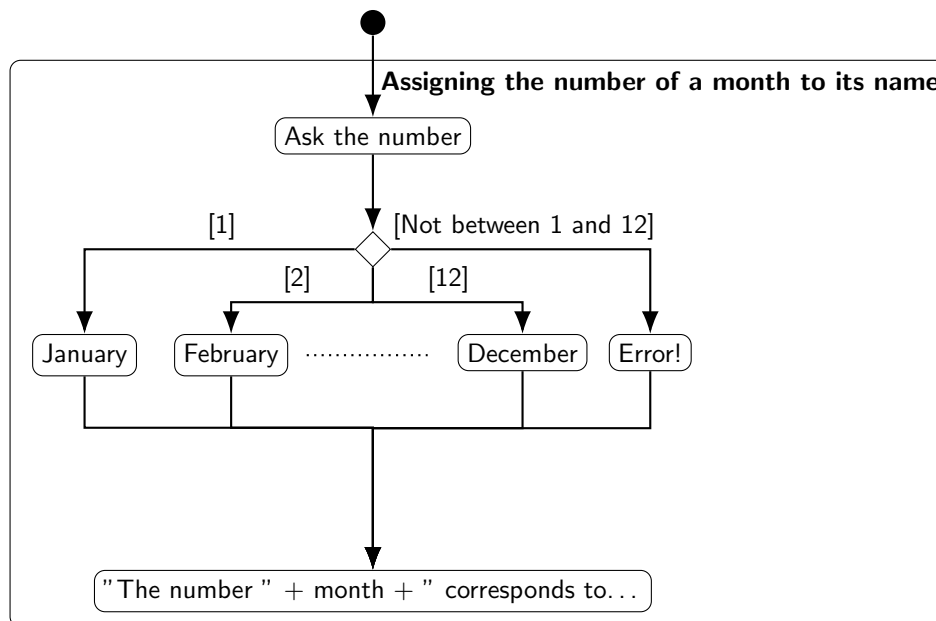 Assigning the number of a month to its name
Ask the number
[1]
[Not between 1 and 12]
[2]
[12]
January
February
December
Error!
"The number " + month + " corresponds to...